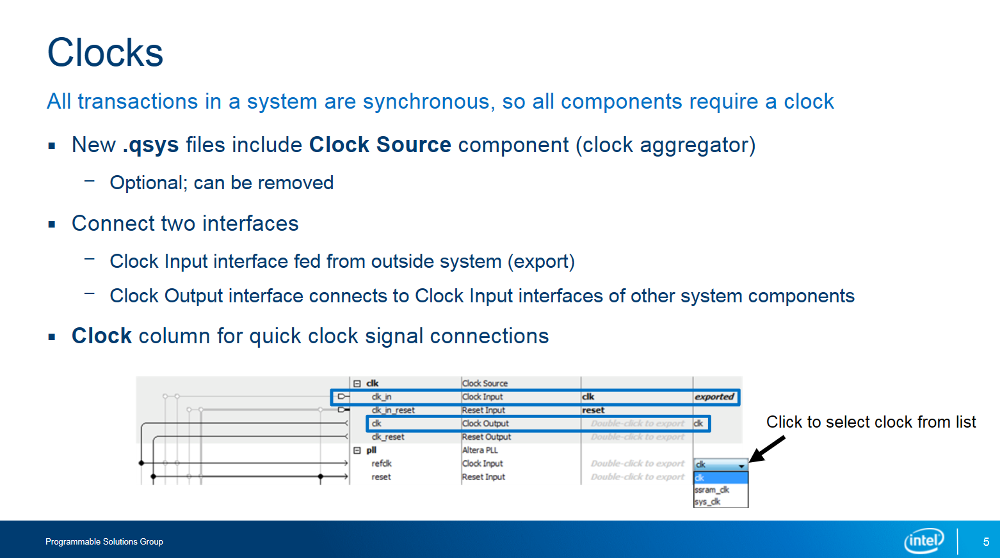 Clocks
All transactions in a system are synchronous, so all components require a clock
▪ New .qsys files include Clock Source component (clock aggregator)
– Optional; can be removed
▪ Connect two interfaces
– Clock Input interface fed from outside system (export)
– Clock Output interface connects to Clock Input interfaces of other system components
▪ Clock column for quick clock signal connections
clk Clock Source
clk_in Clock Input clk exported
clk_in_reset Reset Input reset
clk Clock Output Double-click to export clk
clk_reset Reset Output Double-click to export
pll Altera PLL
refclk Clock Input Double-click to export clk
reset Reset Input Double-click to export clk
ssram_clk
sys_clk
Click to select clock from list
Programmable Solutions Group
intel
5